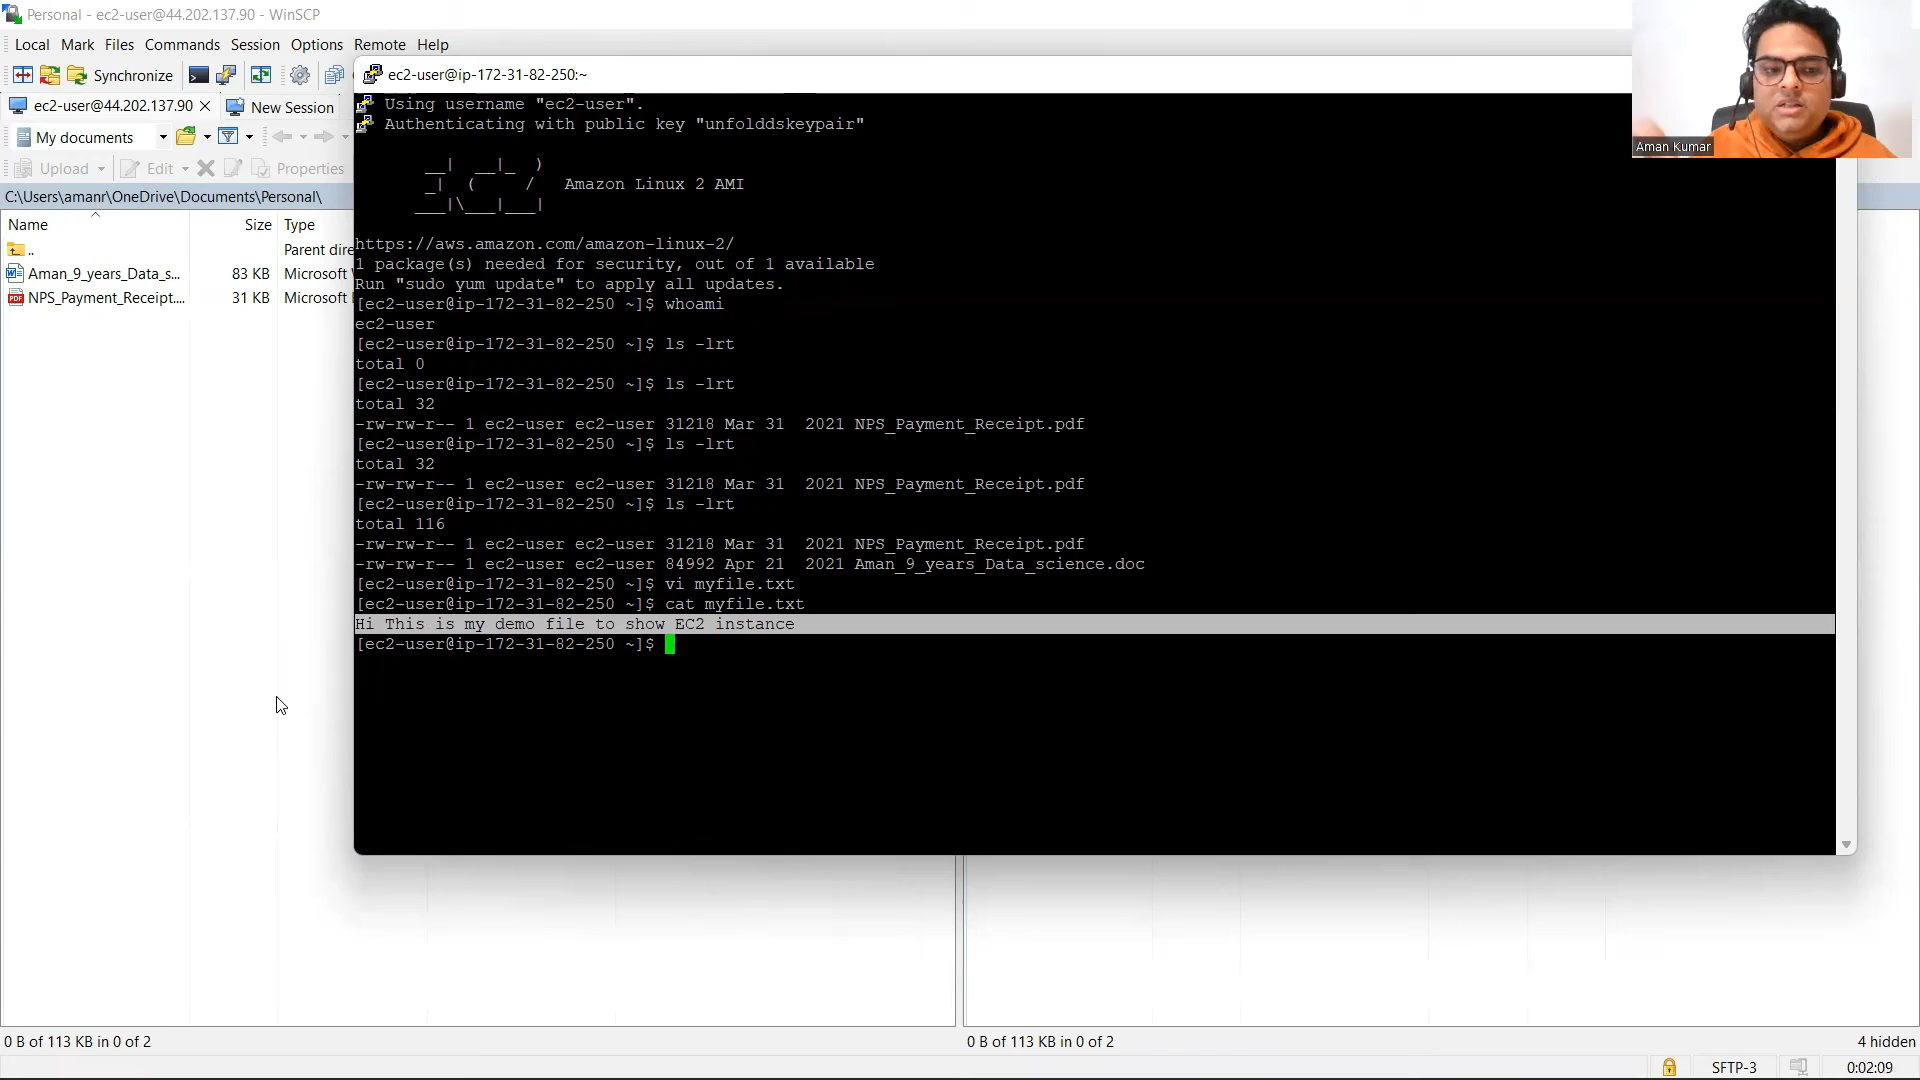 Personal - ec2-user@44.202.137.90 - WinSCP
Local Mark Files Commands Session Options Remote Help
Synchronize
ec2-user@44.202.137.90 New Session
My documents
Upload Edit Properties
C:\Users\amanr\OneDrive\Documents\Personal\
Name Size Type
.. Parent dire
Aman_9_years_Data_s... 83 KB Microsoft
NPS_Payment_Receipt.... 31 KB Microsoft
ec2-user@ip-172-31-82-250:~
Using username "ec2-user".
Authenticating with public key "unfolddskeypair"
__| __|_ )
_| ( / Amazon Linux 2 AMI
___|\___|___|
https://aws.amazon.com/amazon-linux-2/
1 package(s) needed for security, out of 1 available
Run "sudo yum update" to apply all updates.
[ec2-user@ip-172-31-82-250 ~]$ whoami
ec2-user
[ec2-user@ip-172-31-82-250 ~]$ ls -lrt
total 0
[ec2-user@ip-172-31-82-250 ~]$ ls -lrt
total 32
-rw-rw-r-- 1 ec2-user ec2-user 31218 Mar 31 2021 NPS_Payment_Receipt.pdf
[ec2-user@ip-172-31-82-250 ~]$ ls -lrt
total 32
-rw-rw-r-- 1 ec2-user ec2-user 31218 Mar 31 2021 NPS_Payment_Receipt.pdf
[ec2-user@ip-172-31-82-250 ~]$ ls -lrt
total 116
-rw-rw-r-- 1 ec2-user ec2-user 31218 Mar 31 2021 NPS_Payment_Receipt.pdf
-rw-rw-r-- 1 ec2-user ec2-user 84992 Apr 21 2021 Aman_9_years_Data_science.doc
[ec2-user@ip-172-31-82-250 ~]$ vi myfile.txt
[ec2-user@ip-172-31-82-250 ~]$ cat myfile.txt
Hi This is my demo file to show EC2 instance
[ec2-user@ip-172-31-82-250 ~]$
Aman Kumar
0 B of 113 KB in 0 of 2
0 B of 113 KB in 0 of 2
4 hidden
SFTP-3 0:02:09